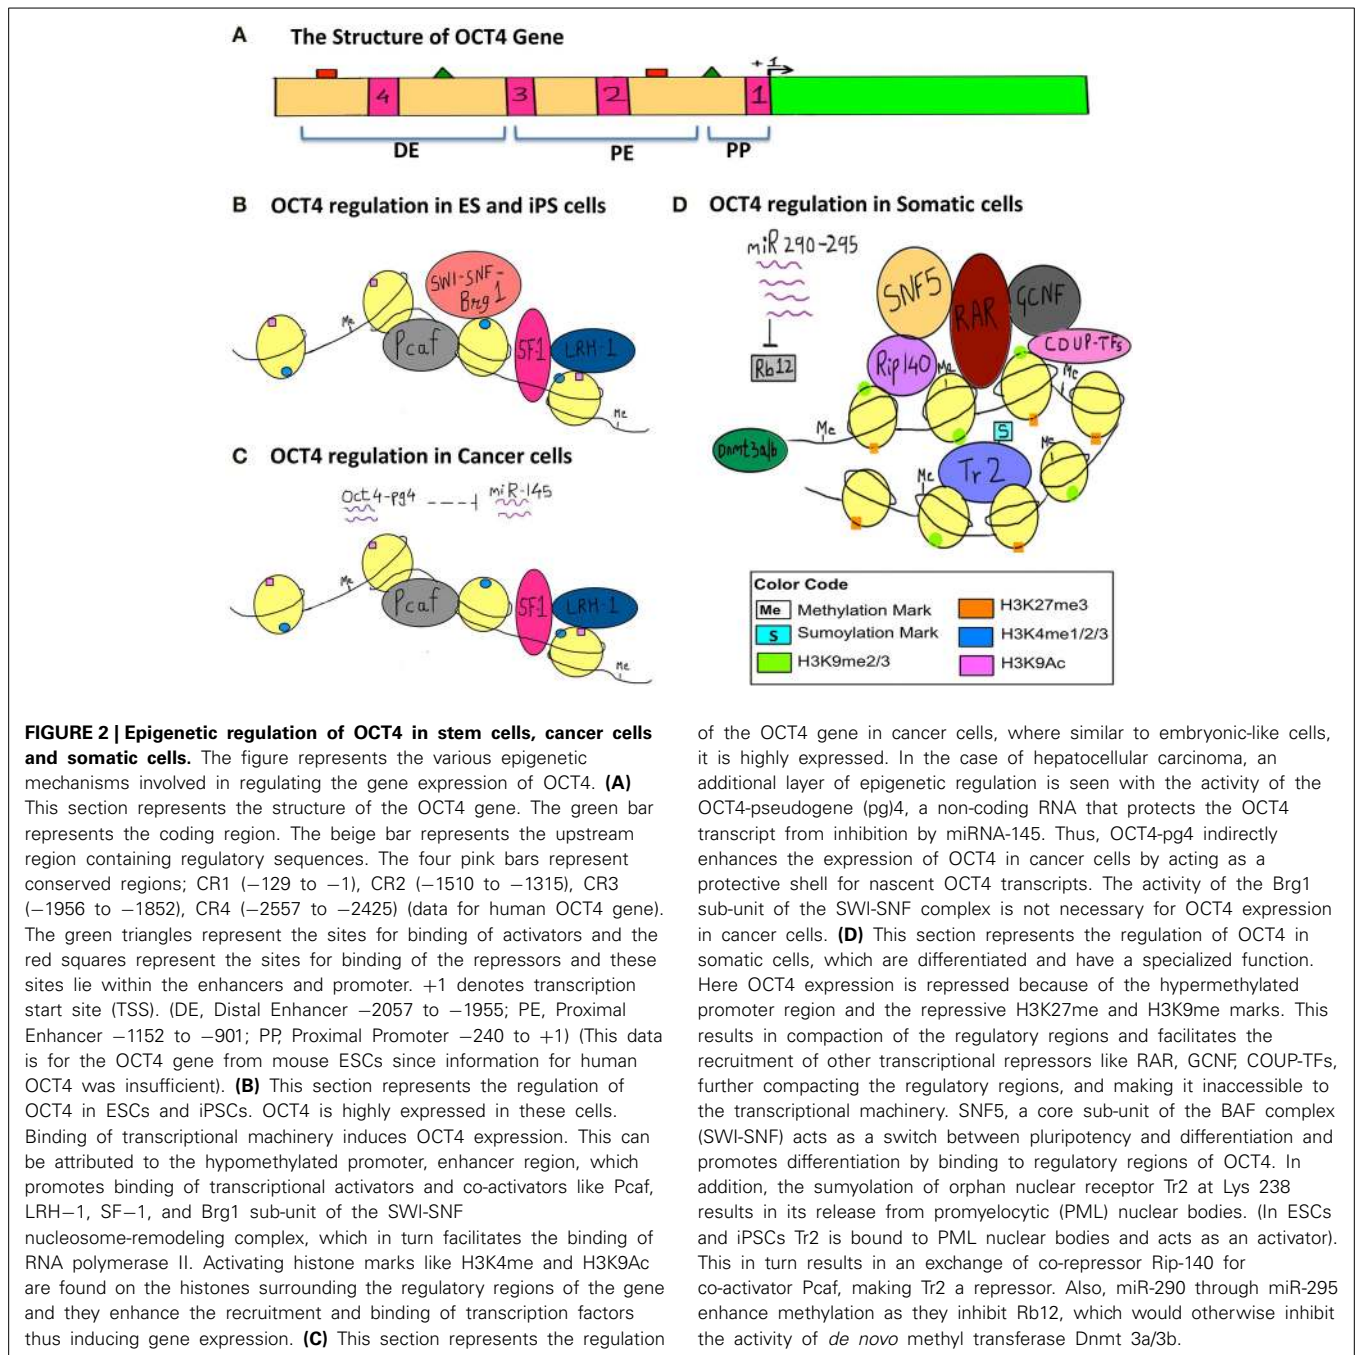 A The Structure of OCT4 Gene
+1
4 3 2 1
DE PE PP
B OCT4 regulation in ES and iPS cells
SWI-SNF-
Brg 1
Me
Pcaf
SF-1
LRH-1
Me
C OCT4 regulation in Cancer cells
Oct4-pg4 ----| miR-145
Me
Pcaf
SF-1
LRH-1
Me
D OCT4 regulation in Somatic cells
miR 290-295
Rb12
SNF5
RAR
GCNF
COUP-TFs
Rip140
Me
Me
Me
Dnmt3a/b
S
Me
Tr 2
Me
Color Code
Me Methylation Mark
S Sumoylation Mark
H3K9me2/3
H3K27me3
H3K4me1/2/3
H3K9Ac
FIGURE 2 | Epigenetic regulation of OCT4 in stem cells, cancer cells
and somatic cells. The figure represents the various epigenetic
mechanisms involved in regulating the gene expression of OCT4. (A)
This section represents the structure of the OCT4 gene. The green bar
represents the coding region. The beige bar represents the upstream
region containing regulatory sequences. The four pink bars represent
conserved regions; CR1 (−129 to −1), CR2 (−1510 to −1315), CR3
(−1956 to −1852), CR4 (−2557 to −2425) (data for human OCT4 gene).
The green triangles represent the sites for binding of activators and the
red squares represent the sites for binding of the repressors and these
sites lie within the enhancers and promoter. +1 denotes transcription
start site (TSS). (DE, Distal Enhancer −2057 to −1955; PE, Proximal
Enhancer −1152 to −901; PP, Proximal Promoter −240 to +1) (This data
is for the OCT4 gene from mouse ESCs since information for human
OCT4 was insufficient). (B) This section represents the regulation of
OCT4 in ESCs and iPSCs. OCT4 is highly expressed in these cells.
Binding of transcriptional machinery induces OCT4 expression. This can
be attributed to the hypomethylated promoter, enhancer region, which
promotes binding of transcriptional activators and co-activators like Pcaf,
LRH−1, SF−1, and Brg1 sub-unit of the SWI-SNF
nucleosome-remodeling complex, which in turn facilitates the binding of
RNA polymerase II. Activating histone marks like H3K4me and H3K9Ac
are found on the histones surrounding the regulatory regions of the gene
and they enhance the recruitment and binding of transcription factors
thus inducing gene expression. (C) This section represents the regulation
of the OCT4 gene in cancer cells, where similar to embryonic-like cells,
it is highly expressed. In the case of hepatocellular carcinoma, an
additional layer of epigenetic regulation is seen with the activity of the
OCT4-pseudogene (pg)4, a non-coding RNA that protects the OCT4
transcript from inhibition by miRNA-145. Thus, OCT4-pg4 indirectly
enhances the expression of OCT4 in cancer cells by acting as a
protective shell for nascent OCT4 transcripts. The activity of the Brg1
sub-unit of the SWI-SNF complex is not necessary for OCT4 expression
in cancer cells. (D) This section represents the regulation of OCT4 in
somatic cells, which are differentiated and have a specialized function.
Here OCT4 expression is repressed because of the hypermethylated
promoter region and the repressive H3K27me and H3K9me marks. This
results in compaction of the regulatory regions and facilitates the
recruitment of other transcriptional repressors like RAR, GCNF, COUP-TFs,
further compacting the regulatory regions, and making it inaccessible to
the transcriptional machinery. SNF5, a core sub-unit of the BAF complex
(SWI-SNF) acts as a switch between pluripotency and differentiation and
promotes differentiation by binding to regulatory regions of OCT4. In
addition, the sumyolation of orphan nuclear receptor Tr2 at Lys 238
results in its release from promyelocytic (PML) nuclear bodies. (In ESCs
and iPSCs Tr2 is bound to PML nuclear bodies and acts as an activator).
This in turn results in an exchange of co-repressor Rip-140 for
co-activator Pcaf, making Tr2 a repressor. Also, miR-290 through miR-295
enhance methylation as they inhibit Rb12, which would otherwise inhibit
the activity of de novo methyl transferase Dnmt 3a/3b.